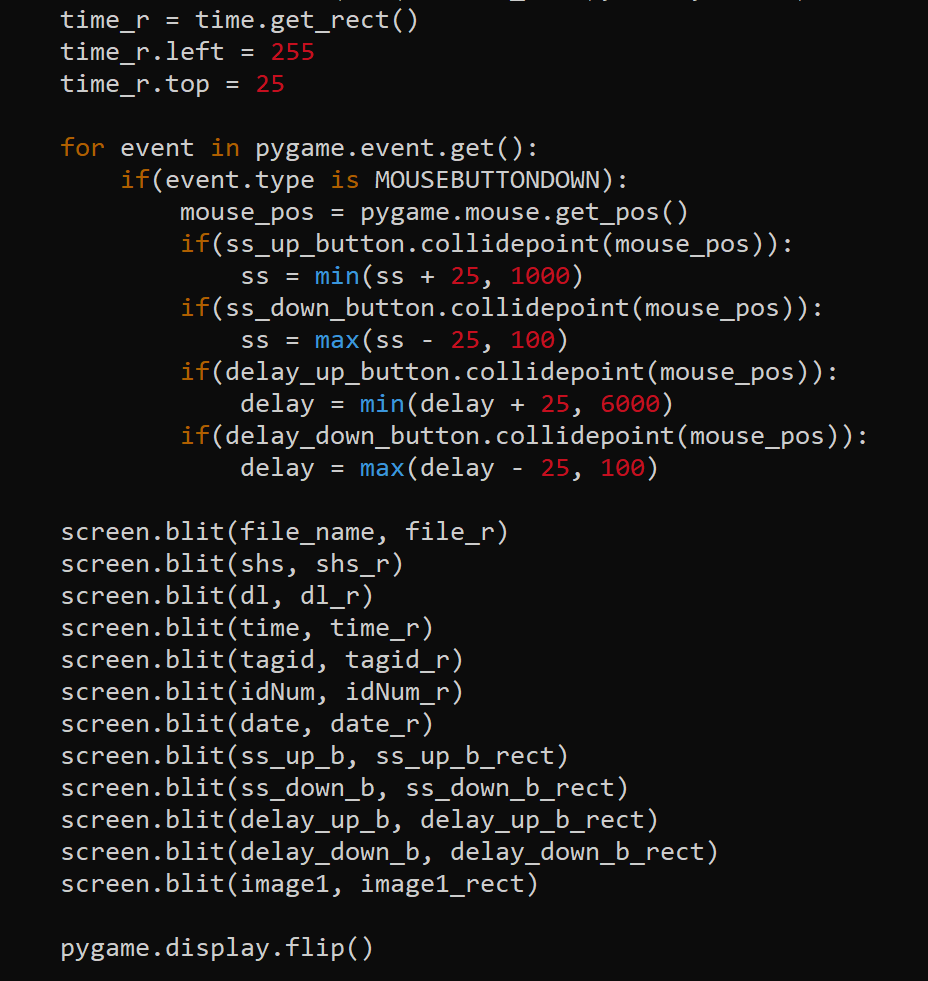 time_r = time.get_rect()
time_r.left = 255
time_r.top = 25
for event in pygame.event.get():
if(event.type is MOUSEBUTTONDOWN):
mouse_pos = pygame.mouse.get_pos()
if(ss_up_button.collidepoint(mouse_pos)):
ss = min(ss + 25, 1000)
if(ss_down_button.collidepoint(mouse_pos)):
ss = max(ss - 25, 100)
if(delay_up_button.collidepoint(mouse_pos)):
delay = min(delay + 25, 6000)
if(delay_down_button.collidepoint(mouse_pos)):
delay = max(delay - 25, 100)
screen.blit(file_name, file_r)
screen.blit(shs, shs_r)
screen.blit(dl, dl_r)
screen.blit(time, time_r)
screen.blit(tagid, tagid_r)
screen.blit(idNum, idNum_r)
screen.blit(date, date_r)
screen.blit(ss_up_b, ss_up_b_rect)
screen.blit(ss_down_b, ss_down_b_rect)
screen.blit(delay_up_b, delay_up_b_rect)
screen.blit(delay_down_b, delay_down_b_rect)
screen.blit(image1, image1_rect)
pygame.display.flip()